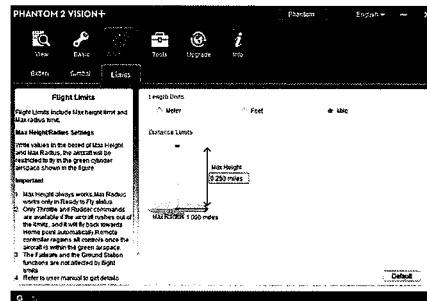 PHANTOM 2 VISION+
Phantom English
View Basic Tools Upgrade Info
Gimbal Limits
Flight Limits
Flight Limits include Max height limit and
Max radius limit.
Max Height/Radius Settings
Write values in the boxed of Max Height
and Max Radius, the aircraft will be
restricted to fly in the green cylinder
airspace shown in the figure
Important
1 Max Height always works, Max Radius
works only in Ready to Fly status.
2 Only Throttle and Rudder commands
are available if the aircraft rushes out of
the limits, and it will fly back towards
Home point automatically. Remote
controller regains all controls once the
aircraft is within the green airspace.
3 The Failsafe and the Ground Station
functions are not affected by flight
limits
4 Refer to user manual to get details
Length Units
Meter Feet Mile
Distance Limits
Max Height
0.250 miles
Max Radius 1.000 miles
Default